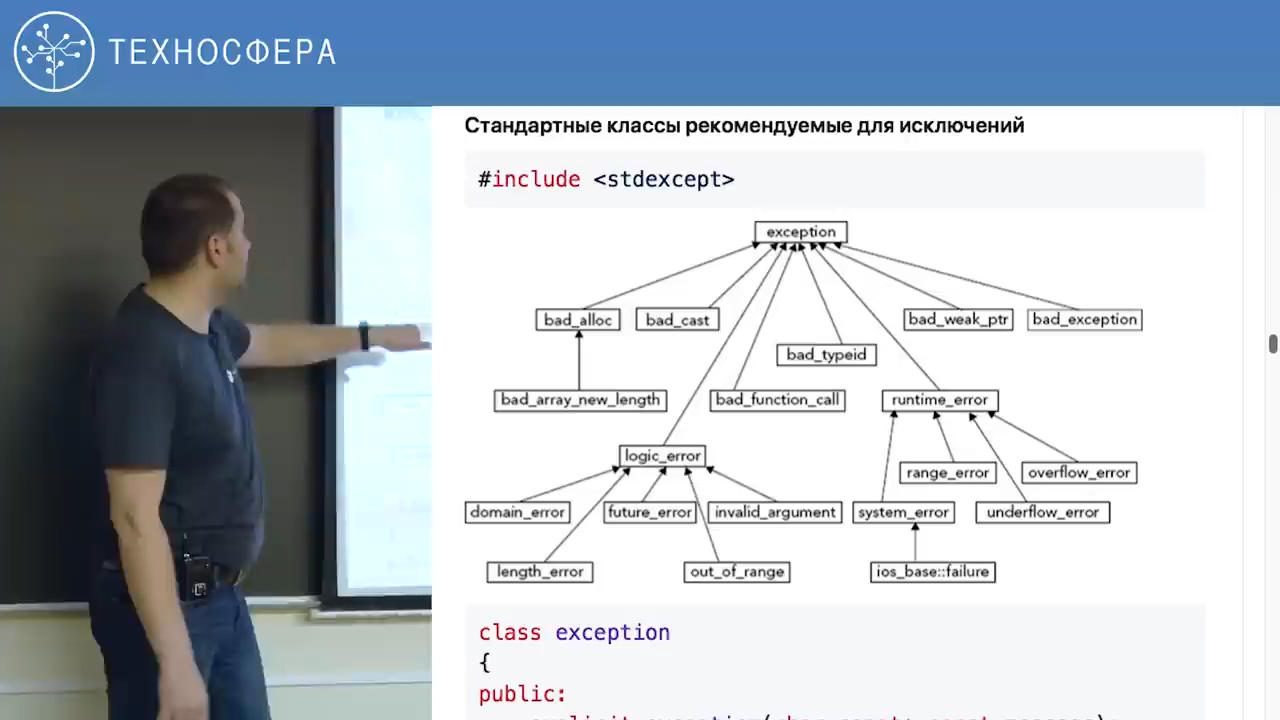 ТЕХНОСФЕРА
Стандартные классы рекомендуемые для исключений
#include <stdexcept>
exception
bad_alloc
bad_cast
bad_weak_ptr
bad_exception
bad_typeid
bad_array_new_length
bad_function_call
runtime_error
logic_error
range_error
overflow_error
domain_error
future_error
invalid_argument
system_error
underflow_error
length_error
out_of_range
ios_base::failure
class exception
{
public: